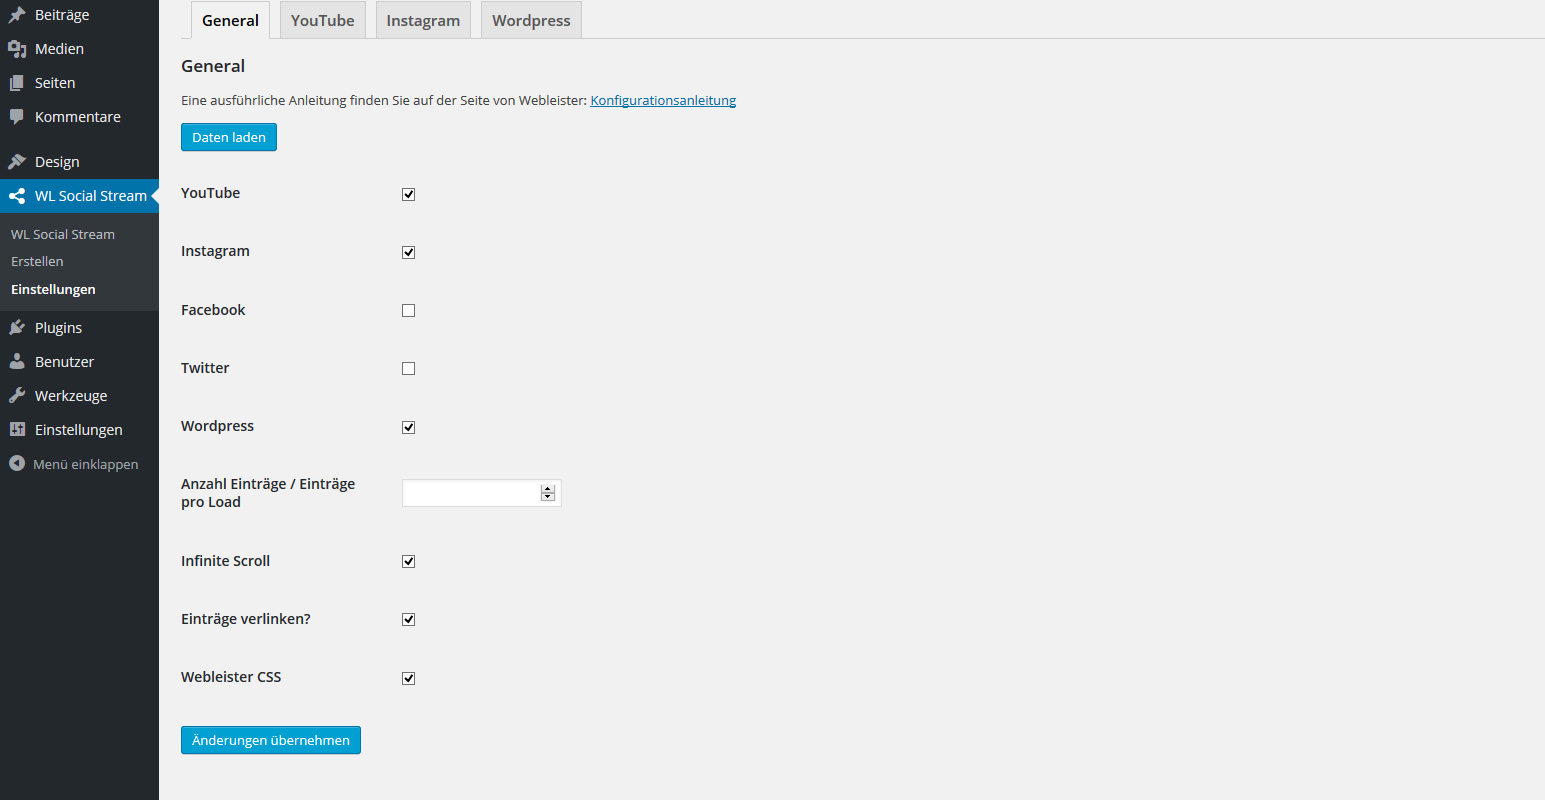 Beiträge
Medien
Seiten
Kommentare
Design
WL Social Stream
WL Social Stream
Erstellen
Einstellungen
Plugins
Benutzer
Werkzeuge
Einstellungen
Menü einklappen
General YouTube Instagram Wordpress
General
Eine ausführliche Anleitung finden Sie auf der Seite von Webleister: Konfigurationsanleitung
Daten laden
YouTube
Instagram
Facebook
Twitter
Wordpress
Anzahl Einträge / Einträge
pro Load
Infinite Scroll
Einträge verlinken?
Webleister CSS
Änderungen übernehmen